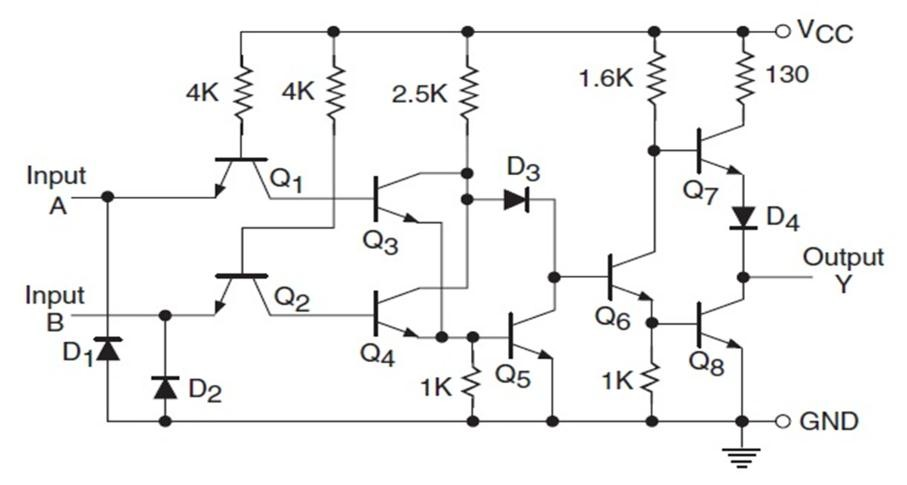 VCC
4K
4K
2.5K
1.6K
130
Input
A
Q1
D3
Q7
D4
Q3
Output
Y
Input
B
Q2
Q6
Q4
Q5
Q8
D1
D2
1K
1K
GND